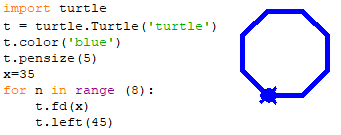 import turtle
t = turtle.Turtle('turtle')
t.color('blue')
t.pensize(5)
x=35
for n in range (8):
    t.fd(x)
    t.left(45)